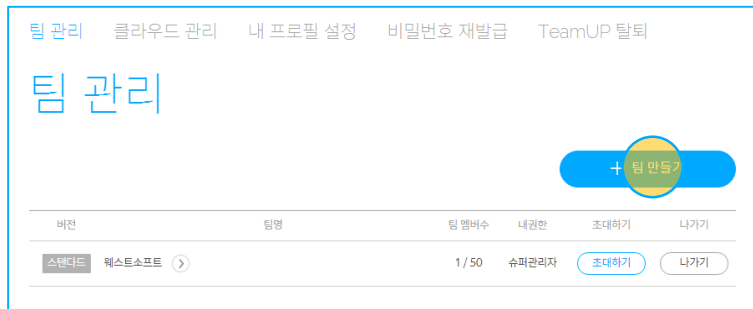 팀 관리 클라우드 관리 내 프로필 설정 비밀번호 재발급 TeamUP 탈퇴
팀 관리
+ 팀 만들기
버전 팀명 팀 멤버수 내권한 초대하기 나가기
스탠다드 웨스트소프트 1 / 50 슈퍼관리자 초대하기 나가기